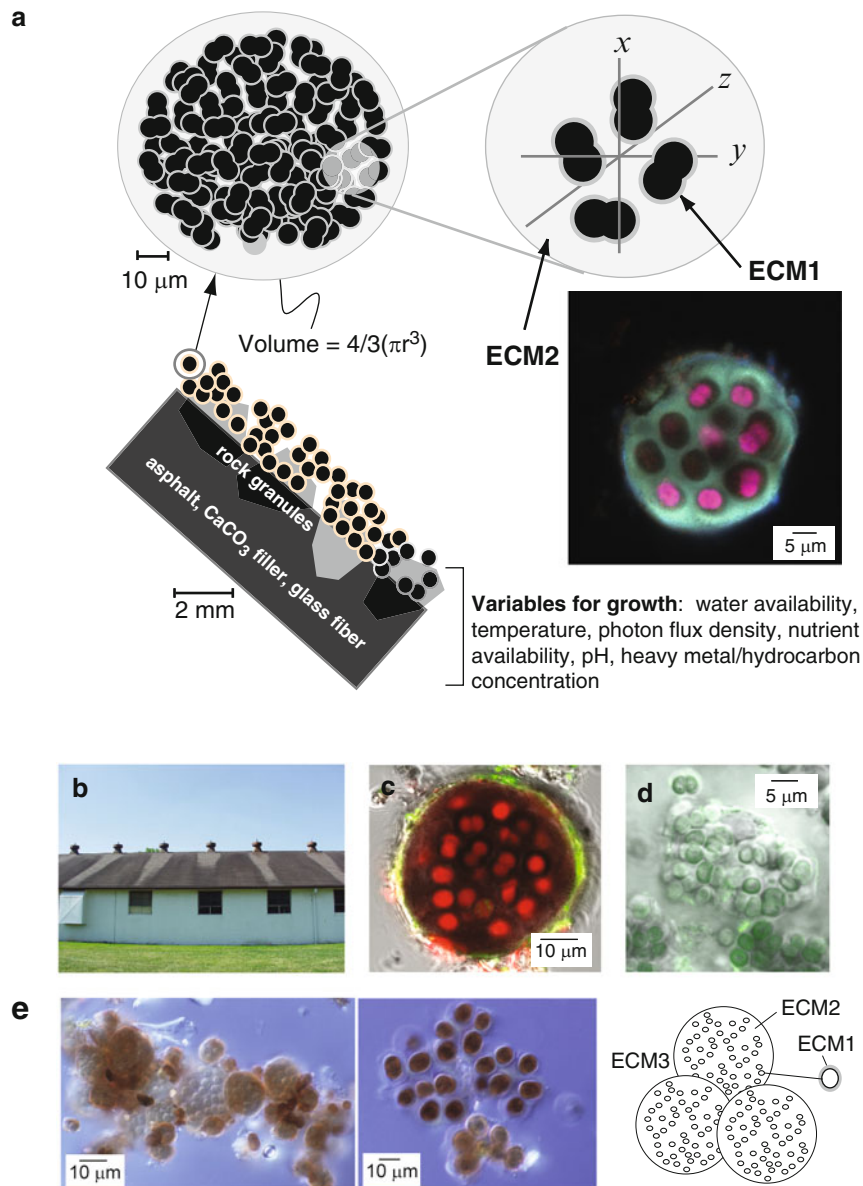 a
x
z
y
10 μm
ECM1
Volume = 4/3(πr³)
ECM2
rock granules
asphalt, CaCO₃ filler, glass fiber
5 μm
2 mm
Variables for growth: water availability,
temperature, photon flux density, nutrient
availability, pH, heavy metal/hydrocarbon
concentration
b
c
d
5 μm
10 μm
e
ECM2
ECM1
ECM3
10 μm
10 μm